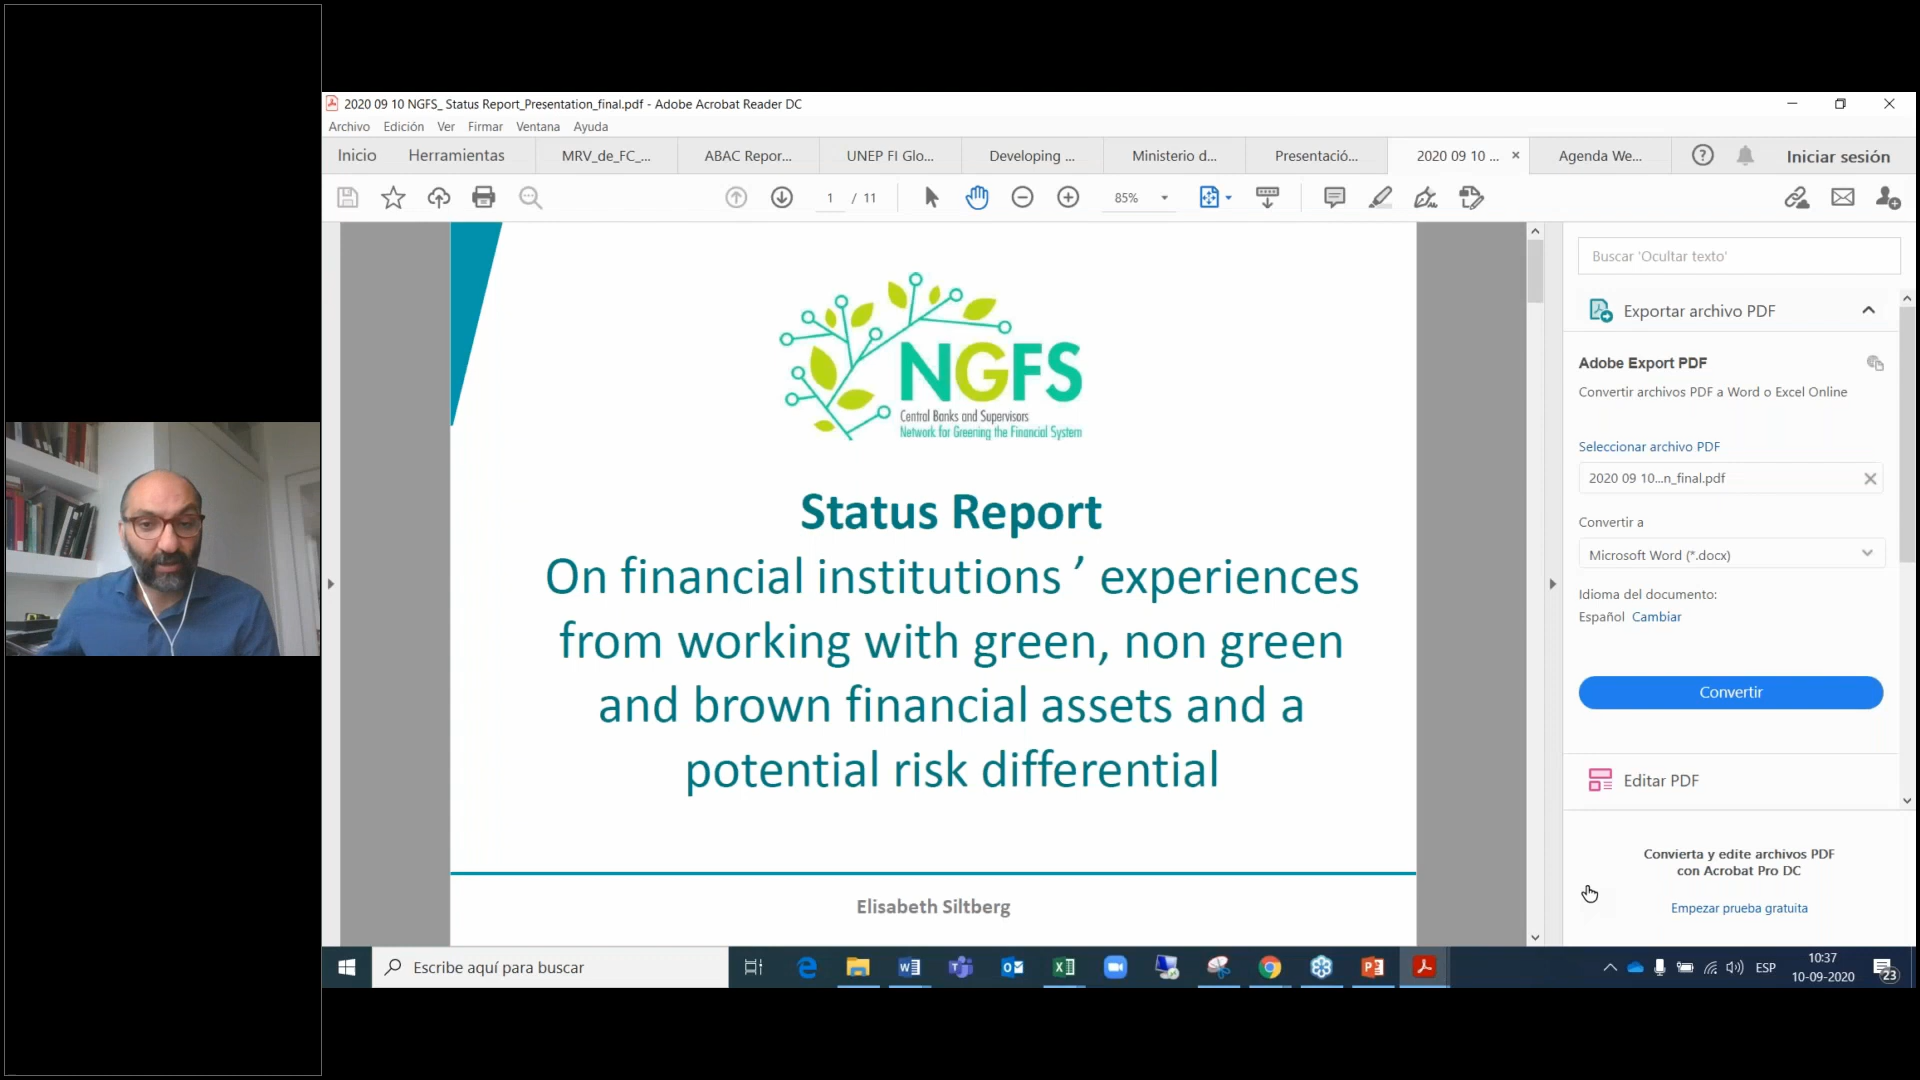 2020 09 10 NGFS_ Status Report_Presentation_final.pdf - Adobe Acrobat Reader DC
Archivo Edición Ver Firmar Ventana Ayuda
Inicio Herramientas MRV_de_FC_... ABAC Repor... UNEP FI Glo... Developing ... Ministerio d... Presentació... 2020 09 10 ... Agenda We... Iniciar sesión
1 / 11 85%
NGFS
Central Banks and Supervisors
Network for Greening the Financial System
Status Report
On financial institutions ’ experiences
from working with green, non green
and brown financial assets and a
potential risk differential
Elisabeth Siltberg
Buscar 'Ocultar texto'
Exportar archivo PDF
Adobe Export PDF
Convertir archivos PDF a Word o Excel Online
Seleccionar archivo PDF
2020 09 10...n_final.pdf
Convertir a
Microsoft Word (*.docx)
Idioma del documento:
Español Cambiar
Convertir
Editar PDF
Convierta y edite archivos PDF
con Acrobat Pro DC
Empezar prueba gratuita
Escribe aquí para buscar
ESP
10:37
10-09-2020
23